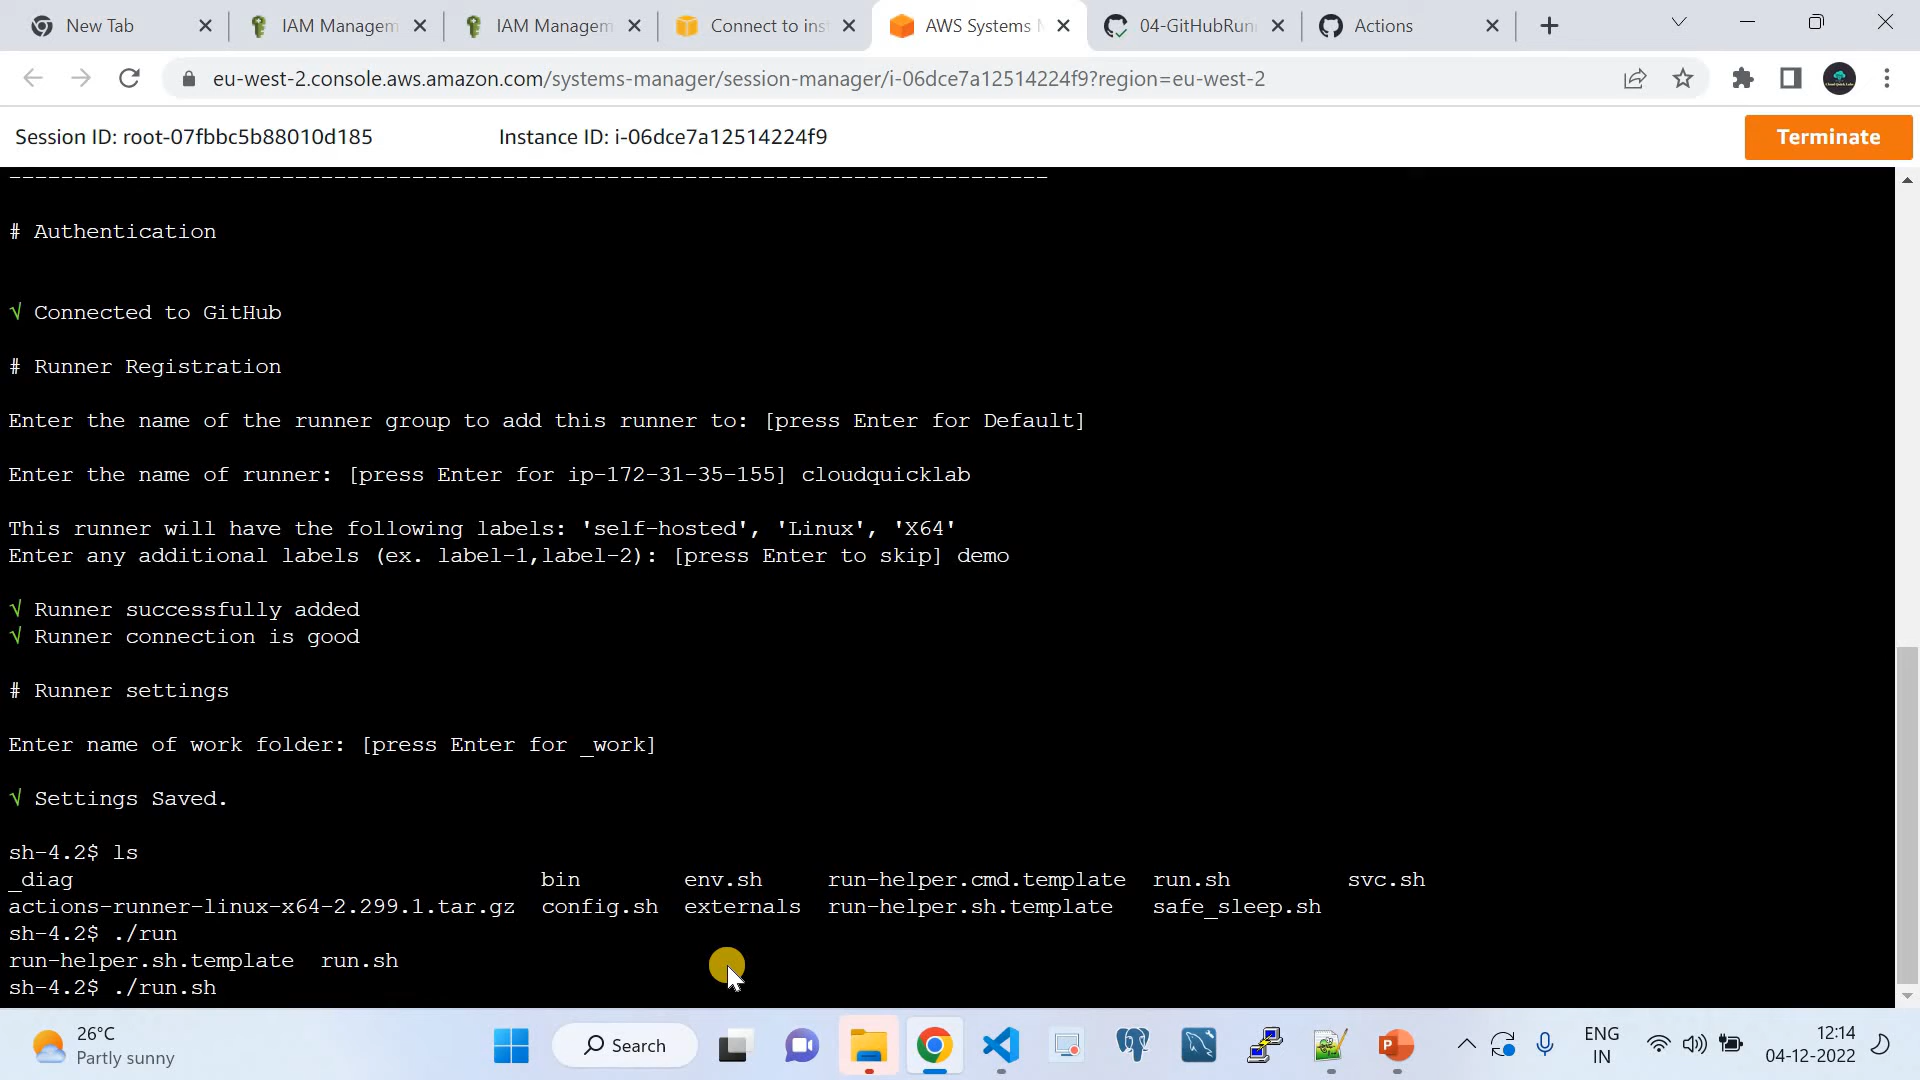 New Tab
IAM Managem
IAM Managem
Connect to inst
AWS Systems M
04-GitHubRun
Actions
eu-west-2.console.aws.amazon.com/systems-manager/session-manager/i-06dce7a12514224f9?region=eu-west-2
Session ID: root-07fbbc5b88010d185
Instance ID: i-06dce7a12514224f9
Terminate
--------------------------------------------------------------------------------
# Authentication
√ Connected to GitHub
# Runner Registration
Enter the name of the runner group to add this runner to: [press Enter for Default]
Enter the name of runner: [press Enter for ip-172-31-35-155] cloudquicklab
This runner will have the following labels: 'self-hosted', 'Linux', 'X64'
Enter any additional labels (ex. label-1,label-2): [press Enter to skip] demo
√ Runner successfully added
√ Runner connection is good
# Runner settings
Enter name of work folder: [press Enter for _work]
√ Settings Saved.
sh-4.2$ ls
_diag bin env.sh run-helper.cmd.template run.sh svc.sh
actions-runner-linux-x64-2.299.1.tar.gz config.sh externals run-helper.sh.template safe_sleep.sh
sh-4.2$ ./run
run-helper.sh.template run.sh
sh-4.2$ ./run.sh
26°C
Partly sunny
Search
ENG
IN
12:14
04-12-2022